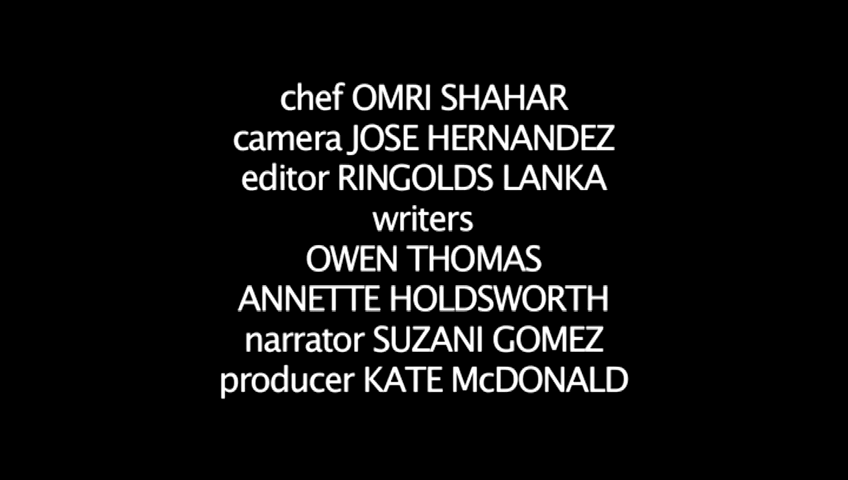 chef OMRI SHAHAR
camera JOSE HERNANDEZ
editor RINGOLDS LANKA
writers
OWEN THOMAS
ANNETTE HOLDSWORTH
narrator SUZANI GOMEZ
producer KATE McDONALD